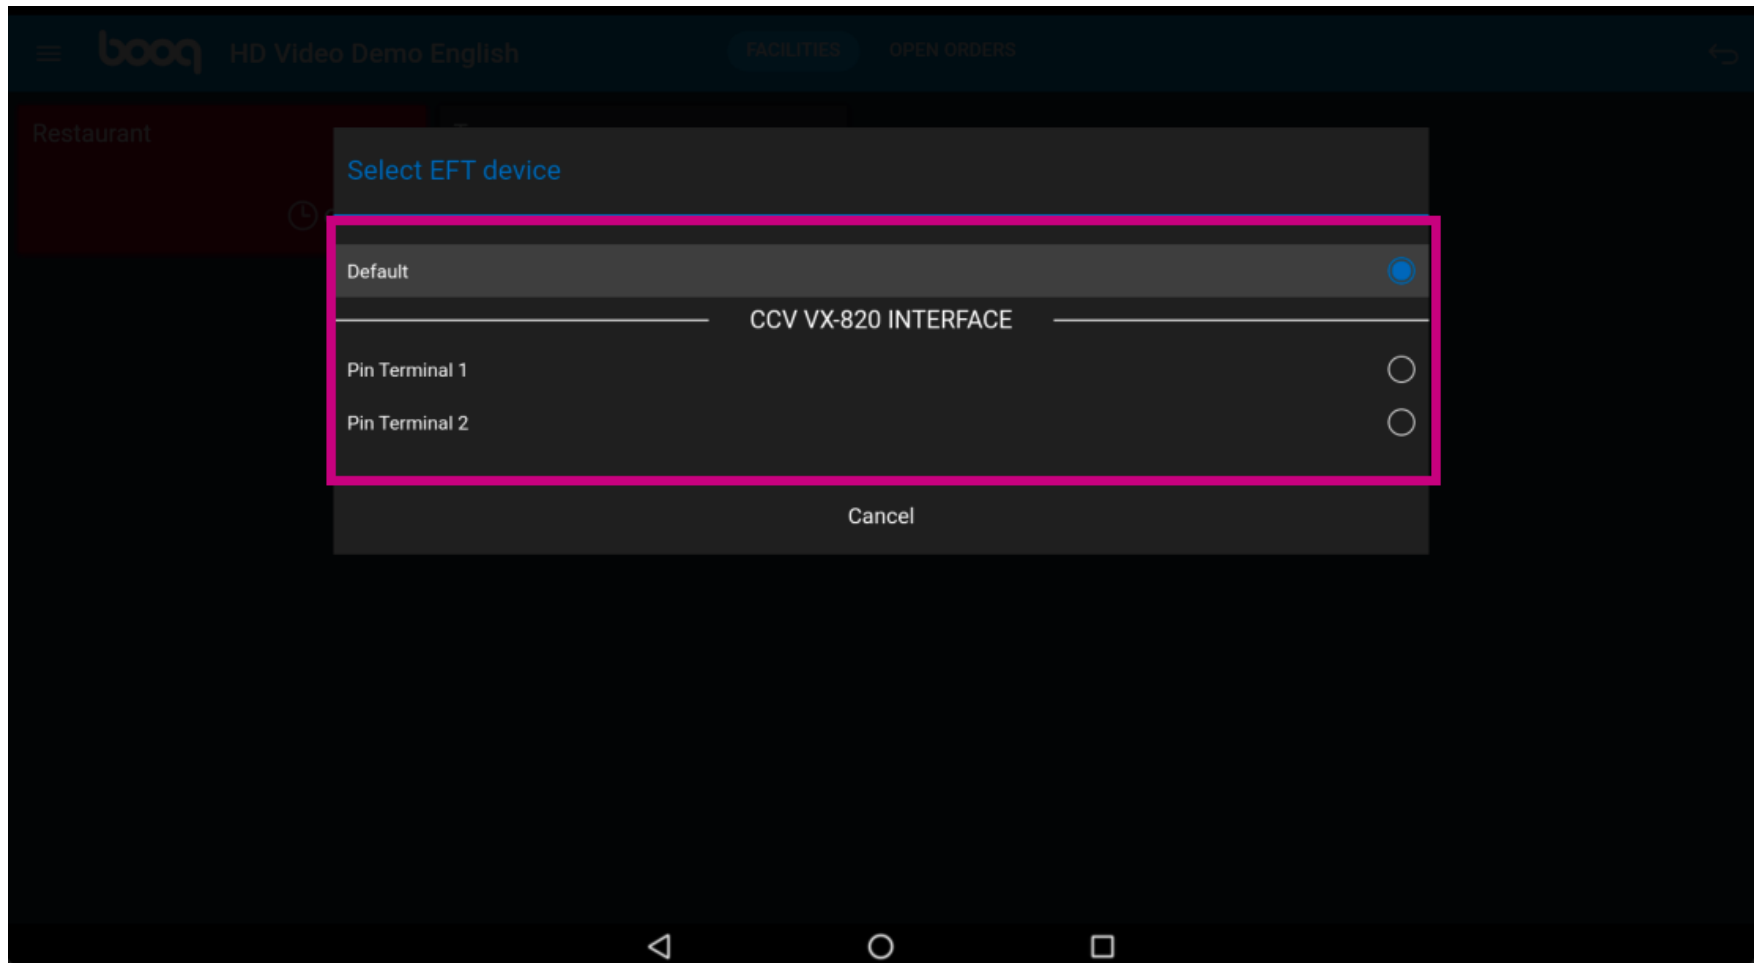 booq HD Video Demo English FACILITIES OPEN ORDERS
Restaurant
Select EFT device
Default
CCV VX-820 INTERFACE
Pin Terminal 1
Pin Terminal 2
Cancel